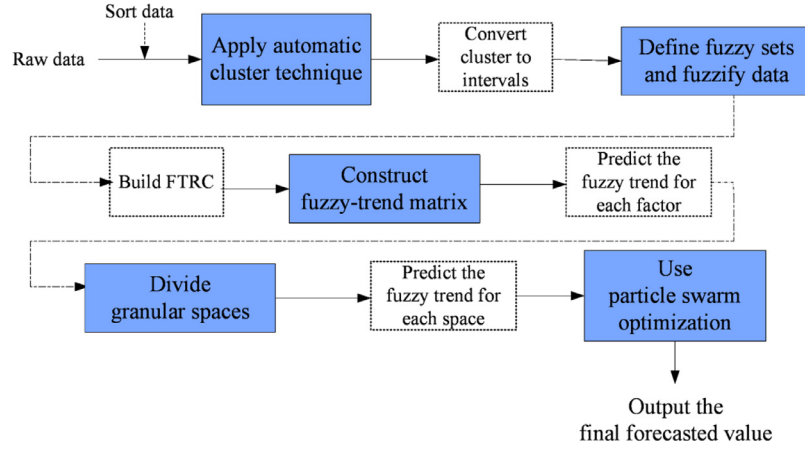 Sort data
Raw data
Apply automatic
cluster technique
Convert
cluster to
intervals
Define fuzzy sets
and fuzzify data
Build FTRC
Construct
fuzzy-trend matrix
Predict the
fuzzy trend for
each factor
Divide
granular spaces
Predict the
fuzzy trend for
each space
Use
particle swarm
optimization
Output the
final forecasted value